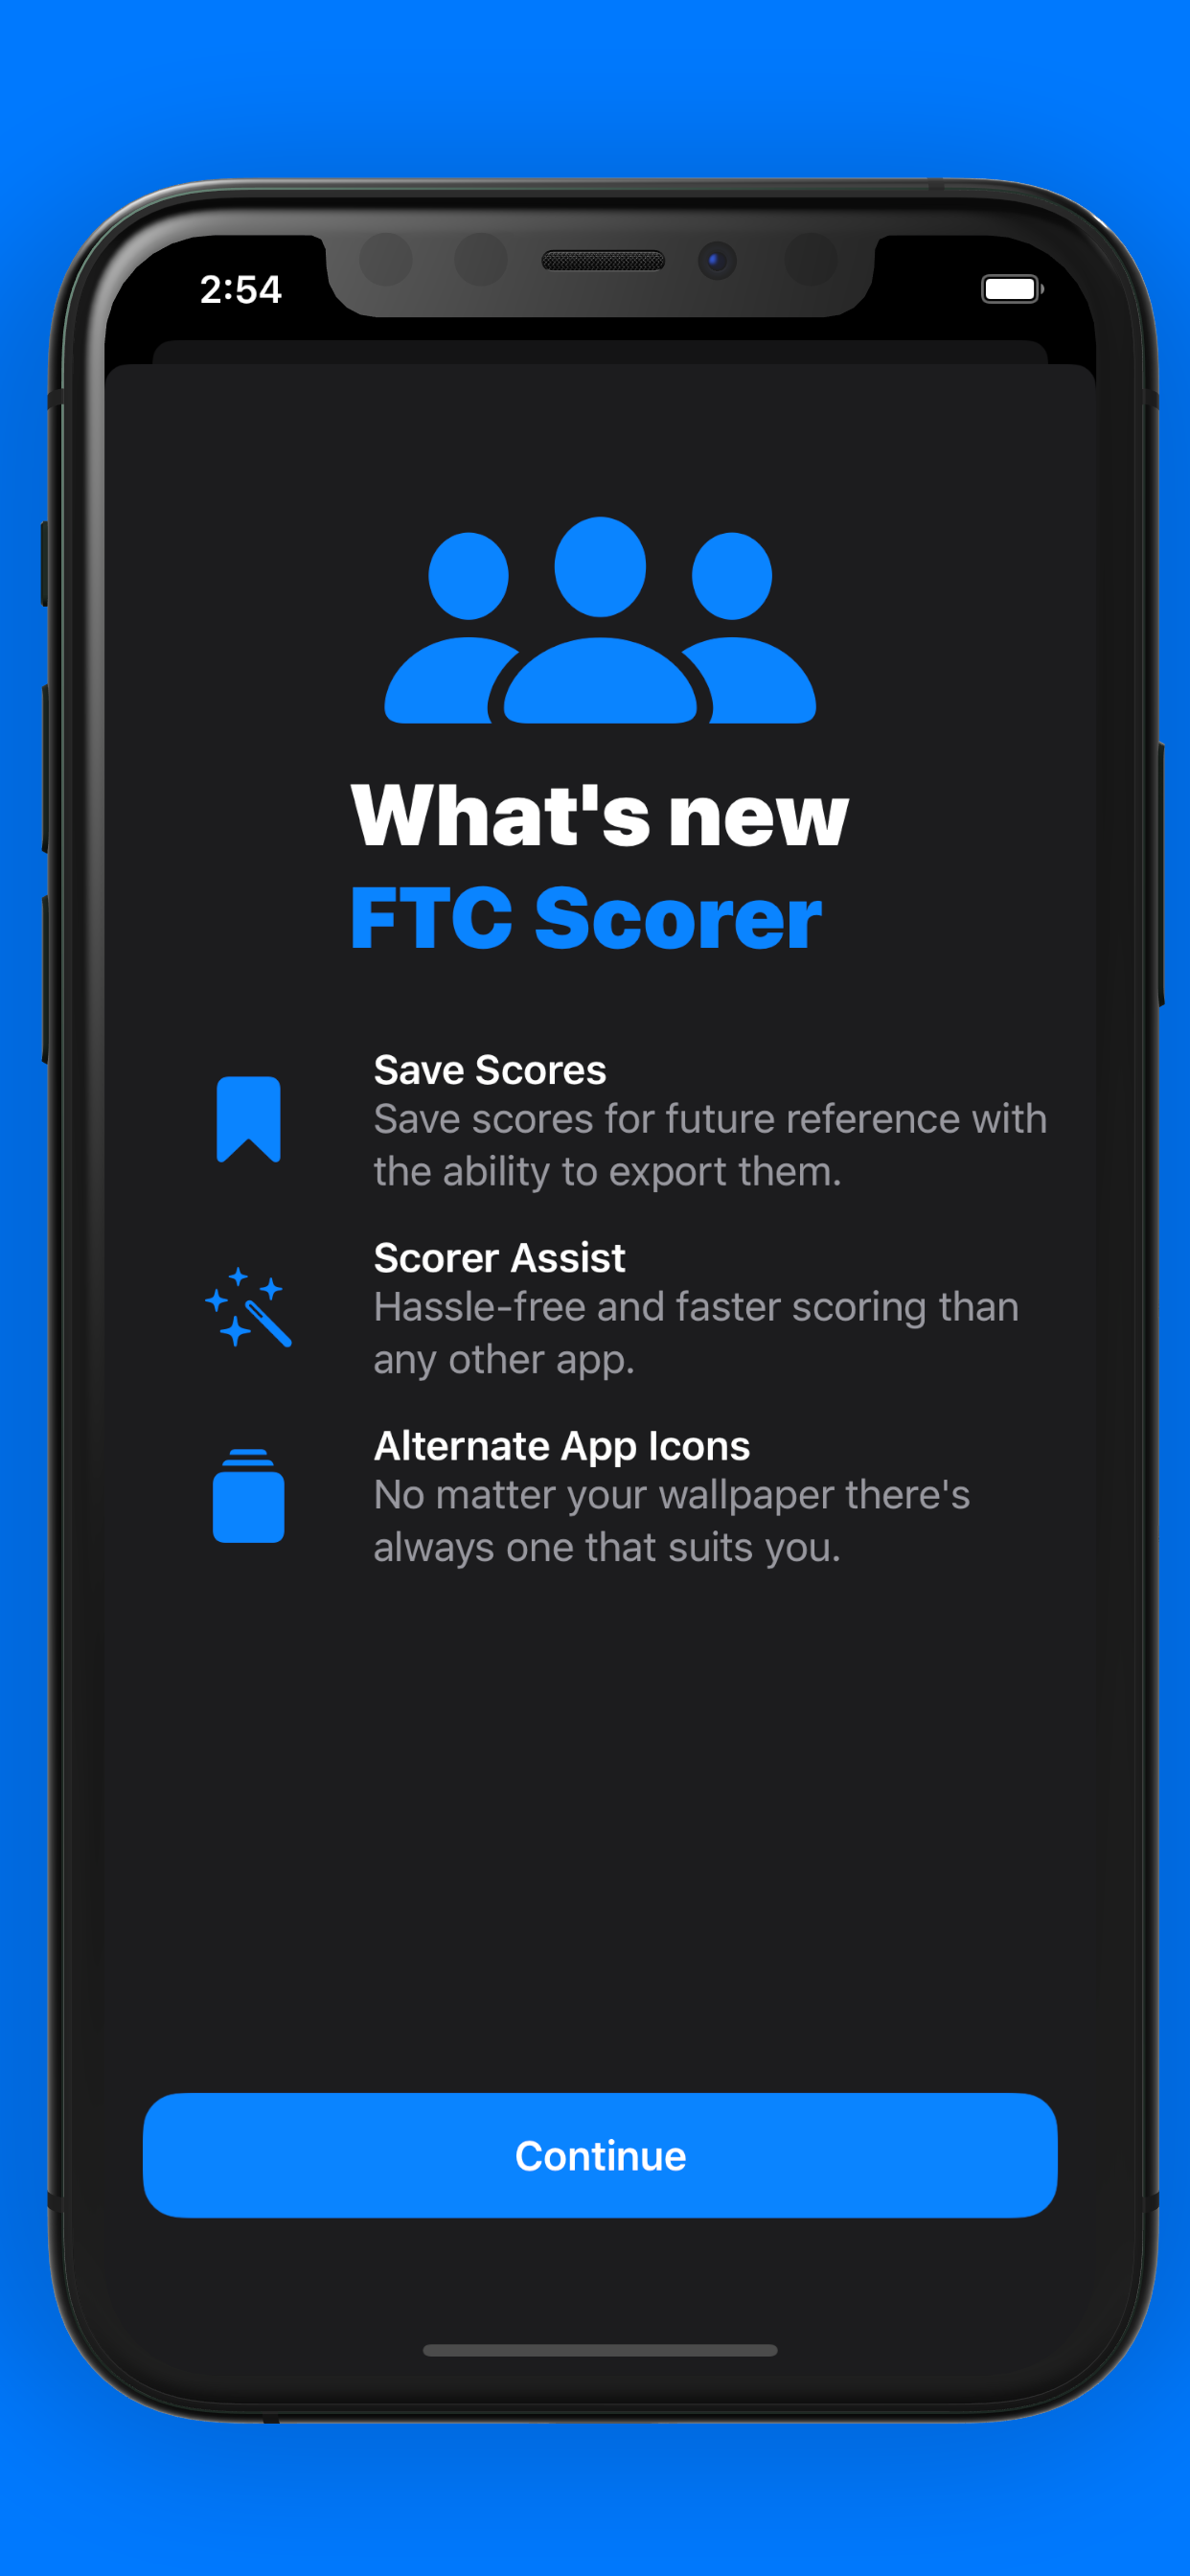 2:54
What's new
FTC Scorer
Save Scores
Save scores for future reference with
the ability to export them.
Scorer Assist
Hassle-free and faster scoring than
any other app.
Alternate App Icons
No matter your wallpaper there's
always one that suits you.
Continue